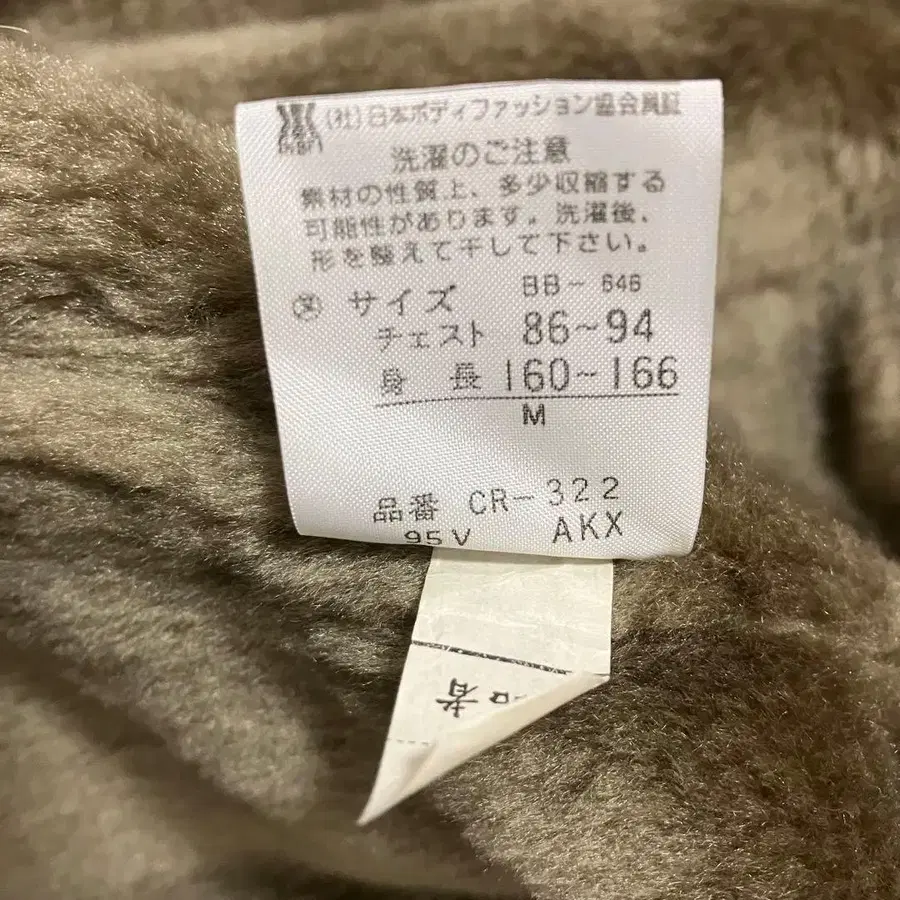 (社)日本ボディファッション協会員証
洗濯のご注意
素材の性質上、多少収縮する
可能性があります。洗濯後、
形を整えて干して下さい。
サイズ BB-646
チェスト 86~94
身長 160~166
M
品番 CR-322
95V AKX
者